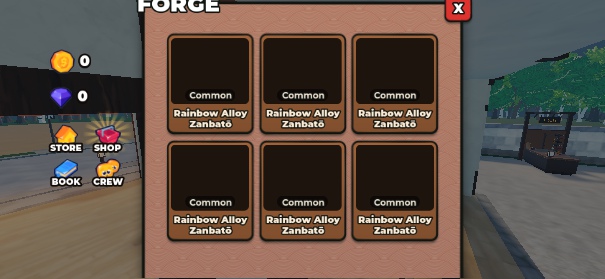 FORGE
X
0
0
STORE
SHOP
BOOK
CREW
Common
Rainbow Alloy
Zanbatō
Common
Rainbow Alloy
Zanbatō
Common
Rainbow Alloy
Zanbatō
Common
Rainbow Alloy
Zanbatō
Common
Rainbow Alloy
Zanbatō
Common
Rainbow Alloy
Zanbatō